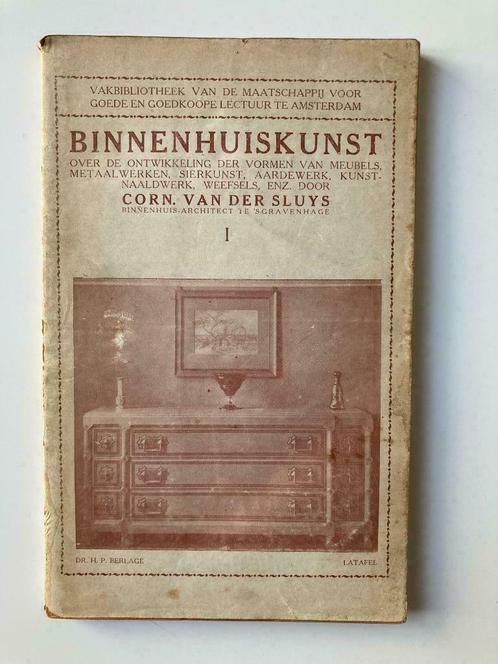 VAKBIBLIOTHEEK VAN DE MAATSCHAPPIJ VOOR
GOEDE EN GOEDKOOPE LECTUUR TE AMSTERDAM
BINNENHUISKUNST
OVER DE ONTWIKKELING DER VORMEN VAN MEUBELS,
METAALWERKEN, SIERKUNST, AARDEWERK, KUNST-
NAALDWERK, WEEFSELS, ENZ. DOOR
CORN. VAN DER SLUYS
BINNENHUIS-ARCHITECT TE 'S-GRAVENHAGE
I
DR. H. P. BERLAGE LATAFEL